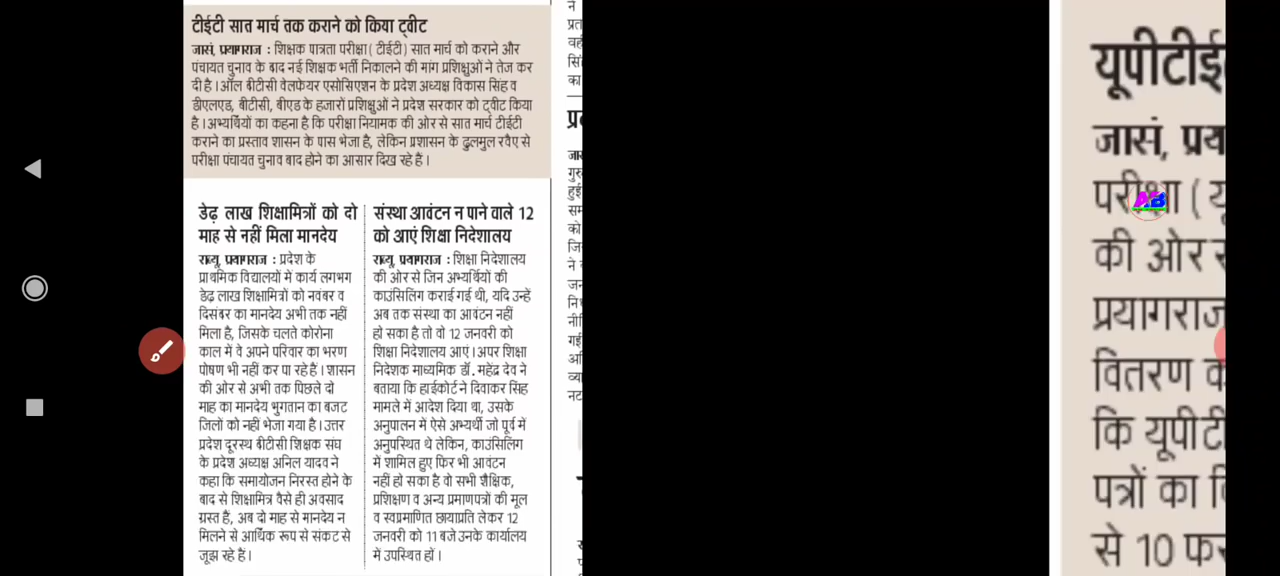 टीईटी सात मार्च तक कराने को किया ट्वीट
जासं, प्रयागराज : शिक्षक पात्रता परीक्षा ( टीईटी ) सात मार्च को कराने और
पंचायत चुनाव के बाद नई शिक्षक भर्ती निकालने की मांग प्रशिक्षुओं ने तेज कर
दी है । ऑल बीटीसी वेलफेयर एसोसिएशन के प्रदेश अध्यक्ष विकास सिंह व
डीएलएड, बीटीसी, बीएड के हजारों प्रशिक्षुओं ने प्रदेश सरकार को ट्वीट किया
है । अभ्यर्थियों का कहना है कि परीक्षा नियामक की ओर से सात मार्च टीईटी
कराने का प्रस्ताव शासन के पास भेजा है, लेकिन प्रशासन के ढुलमुल रवैए से
परीक्षा पंचायत चुनाव बाद होने का आसार दिख रहे हैं ।
डेढ़ लाख शिक्षामित्रों को दो
माह से नहीं मिला मानदेय
राब्यू, प्रयागराज : प्रदेश के
प्राथमिक विद्यालयों में कार्य लगभग
डेढ़ लाख शिक्षामित्रों को नवंबर व
दिसंबर का मानदेय अभी तक नहीं
मिला है, जिसके चलते कोरोना
काल में वे अपने परिवार का भरण
पोषण भी नहीं कर पा रहे हैं । शासन
की ओर से अभी तक पिछले दो
माह का मानदेय भुगतान का बजट
जिलों को नहीं भेजा गया है । उत्तर
प्रदेश दूरस्थ बीटीसी शिक्षक संघ
के प्रदेश अध्यक्ष अनिल यादव ने
कहा कि समायोजन निरस्त होने के
बाद से शिक्षामित्र वैसे ही अवसाद
ग्रस्त हैं, अब दो माह से मानदेय न
मिलने से आर्थिक रूप से संकट से
जूझ रहे हैं ।
संस्था आवंटन न पाने वाले 12
को आएं शिक्षा निदेशालय
राब्यू, प्रयागराज : शिक्षा निदेशालय
की ओर से जिन अभ्यर्थियों की
काउंसिलिंग कराई गई थी, यदि उन्हें
अब तक संस्था का आवंटन नहीं
हो सका है तो वो 12 जनवरी को
शिक्षा निदेशालय आएं । अपर शिक्षा
निदेशक माध्यमिक डॉ. महेंद्र देव ने
बताया कि हाईकोर्ट ने दिवाकर सिंह
मामले में आदेश दिया था, उसके
अनुपालन में ऐसे अभ्यर्थी जो पूर्व में
अनुपस्थित थे लेकिन, काउंसिलिंग
में शामिल हुए फिर भी आवंटन
नहीं हो सका है वो सभी शैक्षिक,
प्रशिक्षण व अन्य प्रमाणपत्रों की मूल
व स्वप्रमाणित छायाप्रति लेकर 12
जनवरी को 11 बजे उनके कार्यालय
में उपस्थित हों ।
यूपीटीई
जासं, प्रय
परीक्षा ( यू
की ओर स
प्रयागराज
वितरण क
कि यूपीटी
पत्रों का
से 10 फर
AB